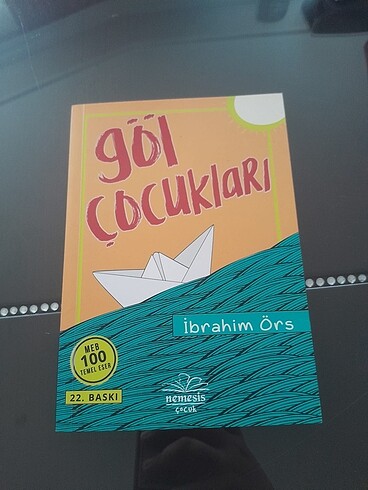 göl
çocukları
İbrahim Örs
MEB
100
TEMEL ESER
22. BASKI
nemesis
çocuk